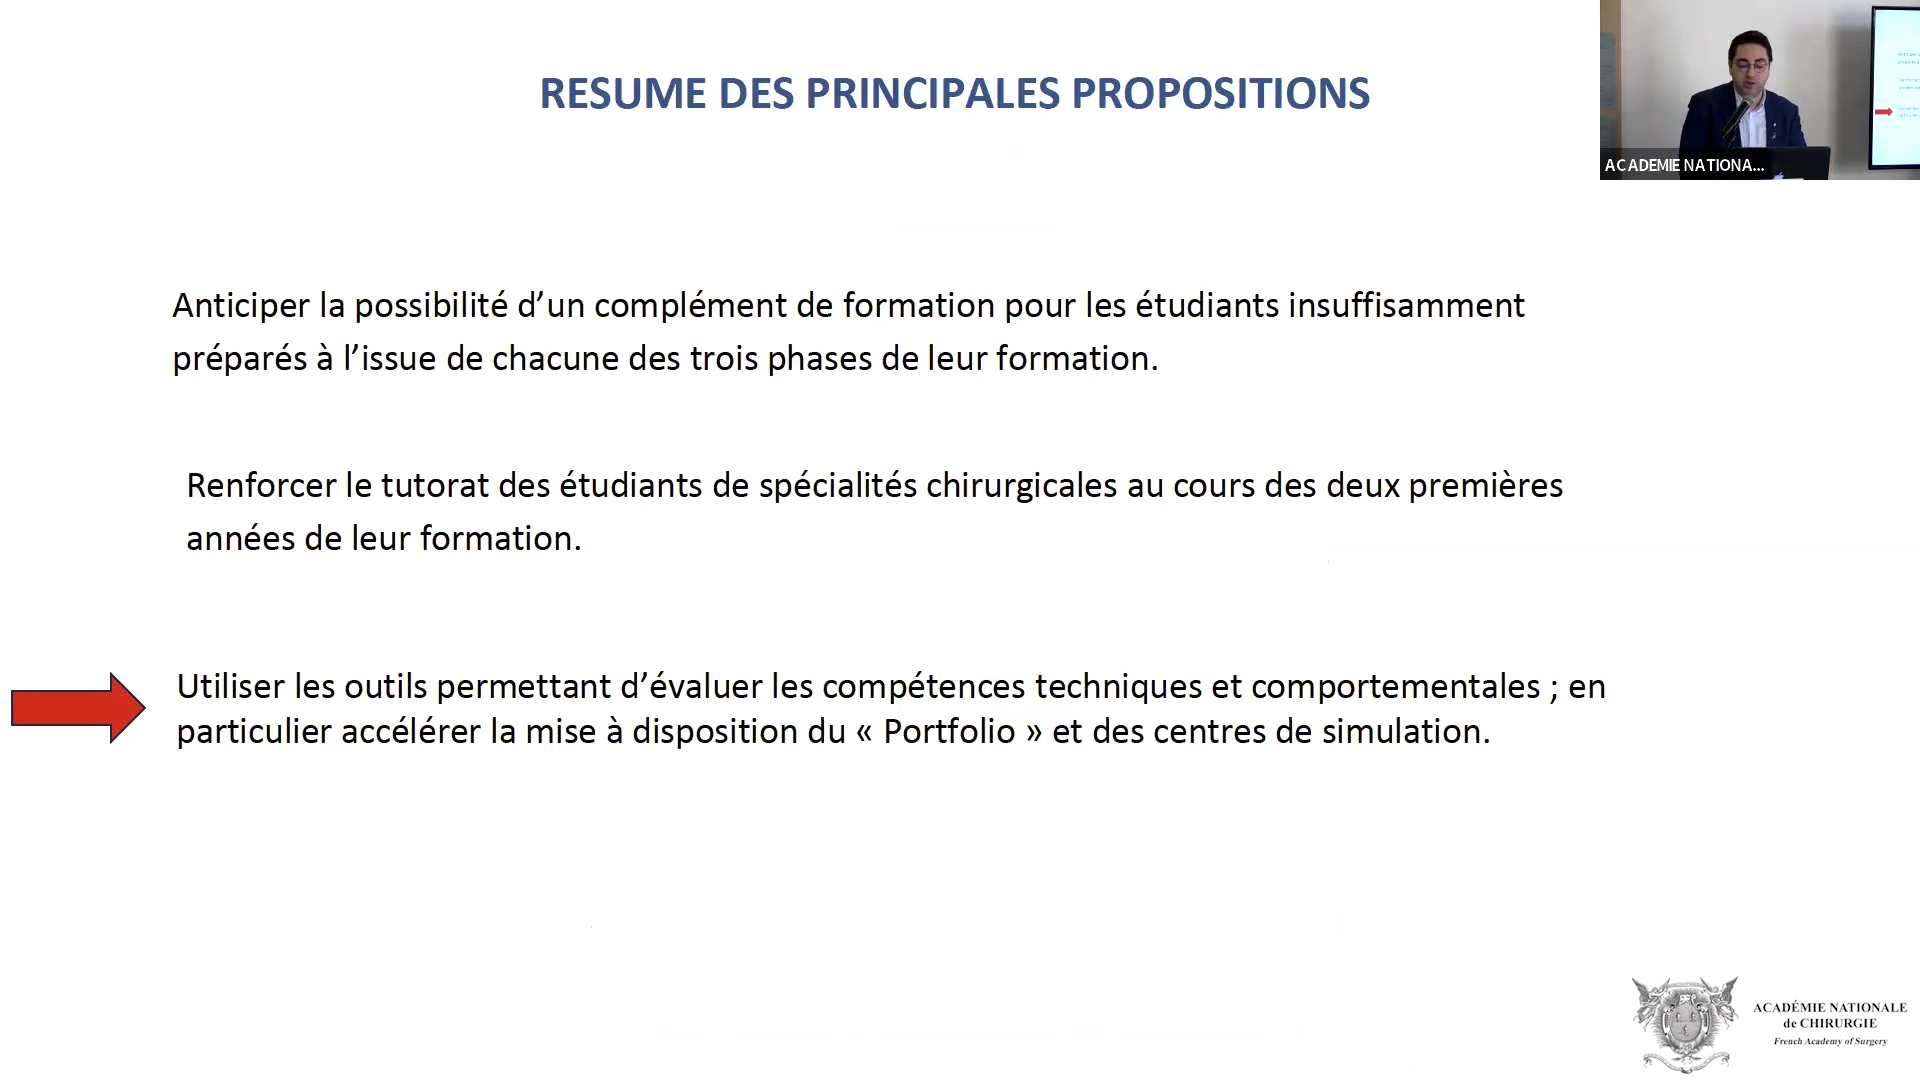 RESUME DES PRINCIPALES PROPOSITIONS
ACADEMIE NATIONA...
Anticiper la possibilité d’un complément de formation pour les étudiants insuffisamment
préparés à l’issue de chacune des trois phases de leur formation.
Renforcer le tutorat des étudiants de spécialités chirurgicales au cours des deux premières
années de leur formation.
Utiliser les outils permettant d’évaluer les compétences techniques et comportementales ; en
particulier accélérer la mise à disposition du « Portfolio » et des centres de simulation.
ACADÉMIE NATIONALE
de CHIRURGIE
French Academy of Surgery